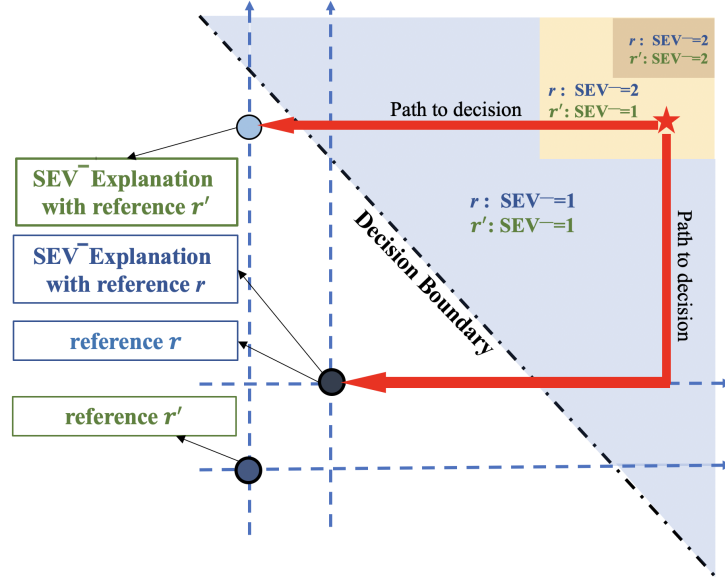 r : SEV⁻=2
r′: SEV⁻=2
r : SEV⁻=2
r′: SEV⁻=1
Path to decision
SEV⁻ Explanation
with reference r′
r : SEV⁻=1
r′: SEV⁻=1
SEV⁻ Explanation
with reference r
Path to decision
Decision Boundary
reference r
reference r′